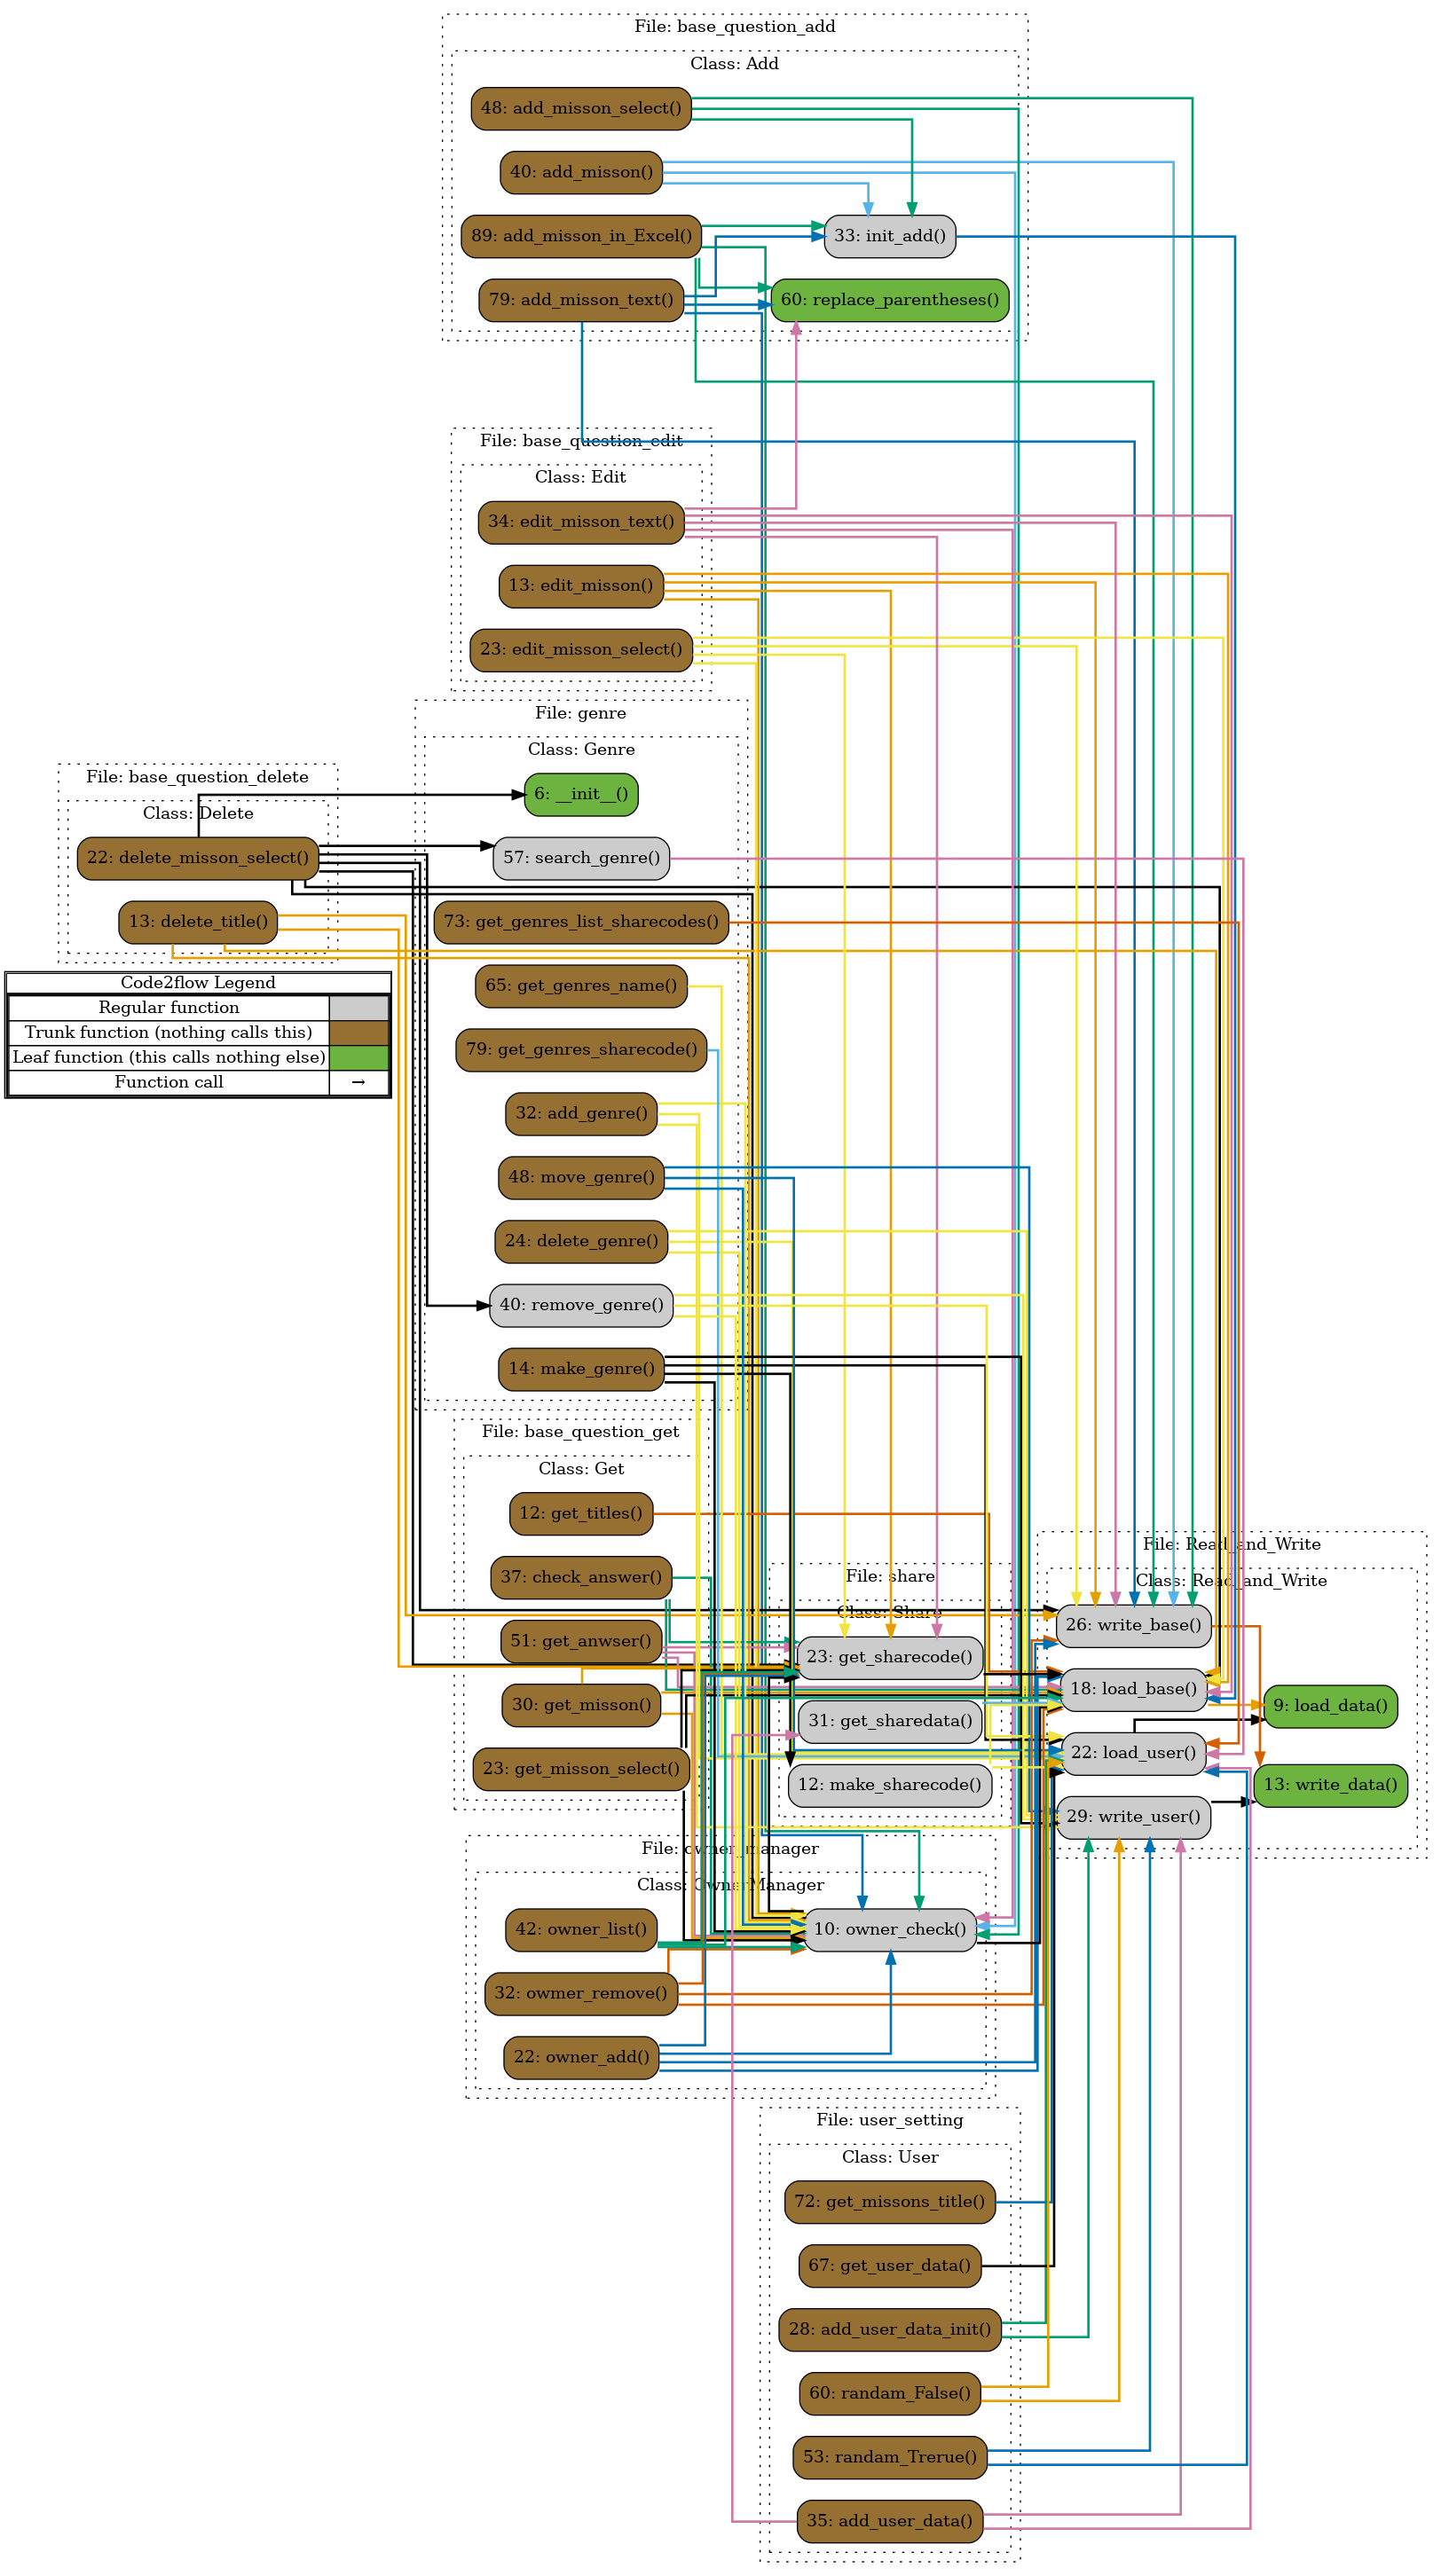 File: base_question_add
Class: Add
48: add_misson_select()
40: add_misson()
89: add_misson_in_Excel()
33: init_add()
79: add_misson_text()
60: replace_parentheses()
File: base_question_edit
Class: Edit
34: edit_misson_text()
13: edit_misson()
23: edit_misson_select()
File: genre
Class: Genre
6: __init__()
57: search_genre()
73: get_genres_list_sharecodes()
65: get_genres_name()
79: get_genres_sharecode()
32: add_genre()
48: move_genre()
24: delete_genre()
40: remove_genre()
14: make_genre()
File: base_question_delete
Class: Delete
22: delete_misson_select()
13: delete_title()
Code2flow Legend
Regular function
Trunk function (nothing calls this)
Leaf function (this calls nothing else)
Function call →
File: base_question_get
Class: Get
12: get_titles()
37: check_answer()
51: get_anwser()
30: get_misson()
23: get_misson_select()
File: share
Class: Share
23: get_sharecode()
31: get_sharedata()
12: make_sharecode()
File: Read_and_Write
Class: Read_and_Write
26: write_base()
18: load_base()
9: load_data()
22: load_user()
13: write_data()
29: write_user()
File: owner_manager
Class: OwnerManager
42: owner_list()
10: owner_check()
32: owmer_remove()
22: owner_add()
File: user_setting
Class: User
72: get_missons_title()
67: get_user_data()
28: add_user_data_init()
60: randam_False()
53: randam_Trerue()
35: add_user_data()